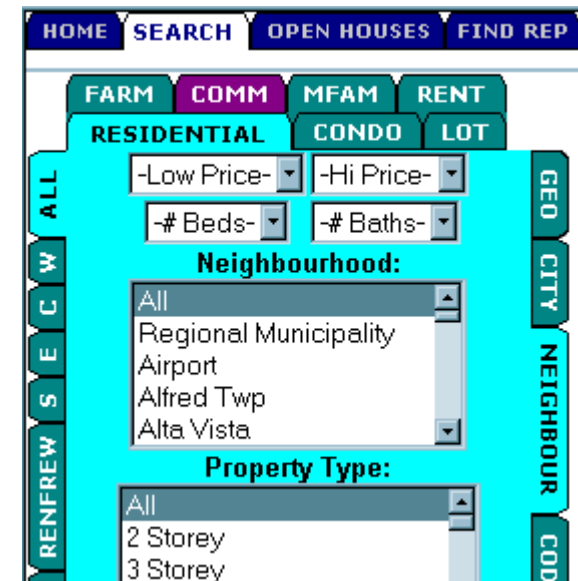 HOME SEARCH OPEN HOUSES FIND REP
FARM COMM MFAM RENT
RESIDENTIAL CONDO LOT
-Low Price- -Hi Price-
-# Beds- -# Baths-
Neighbourhood:
All
Regional Municipality
Airport
Alfred Twp
Alta Vista
Property Type:
All
2 Storey
3 Storey
ALL
W
C
E
S
RENFREW
GEO
CITY
NEIGHBOUR
COD